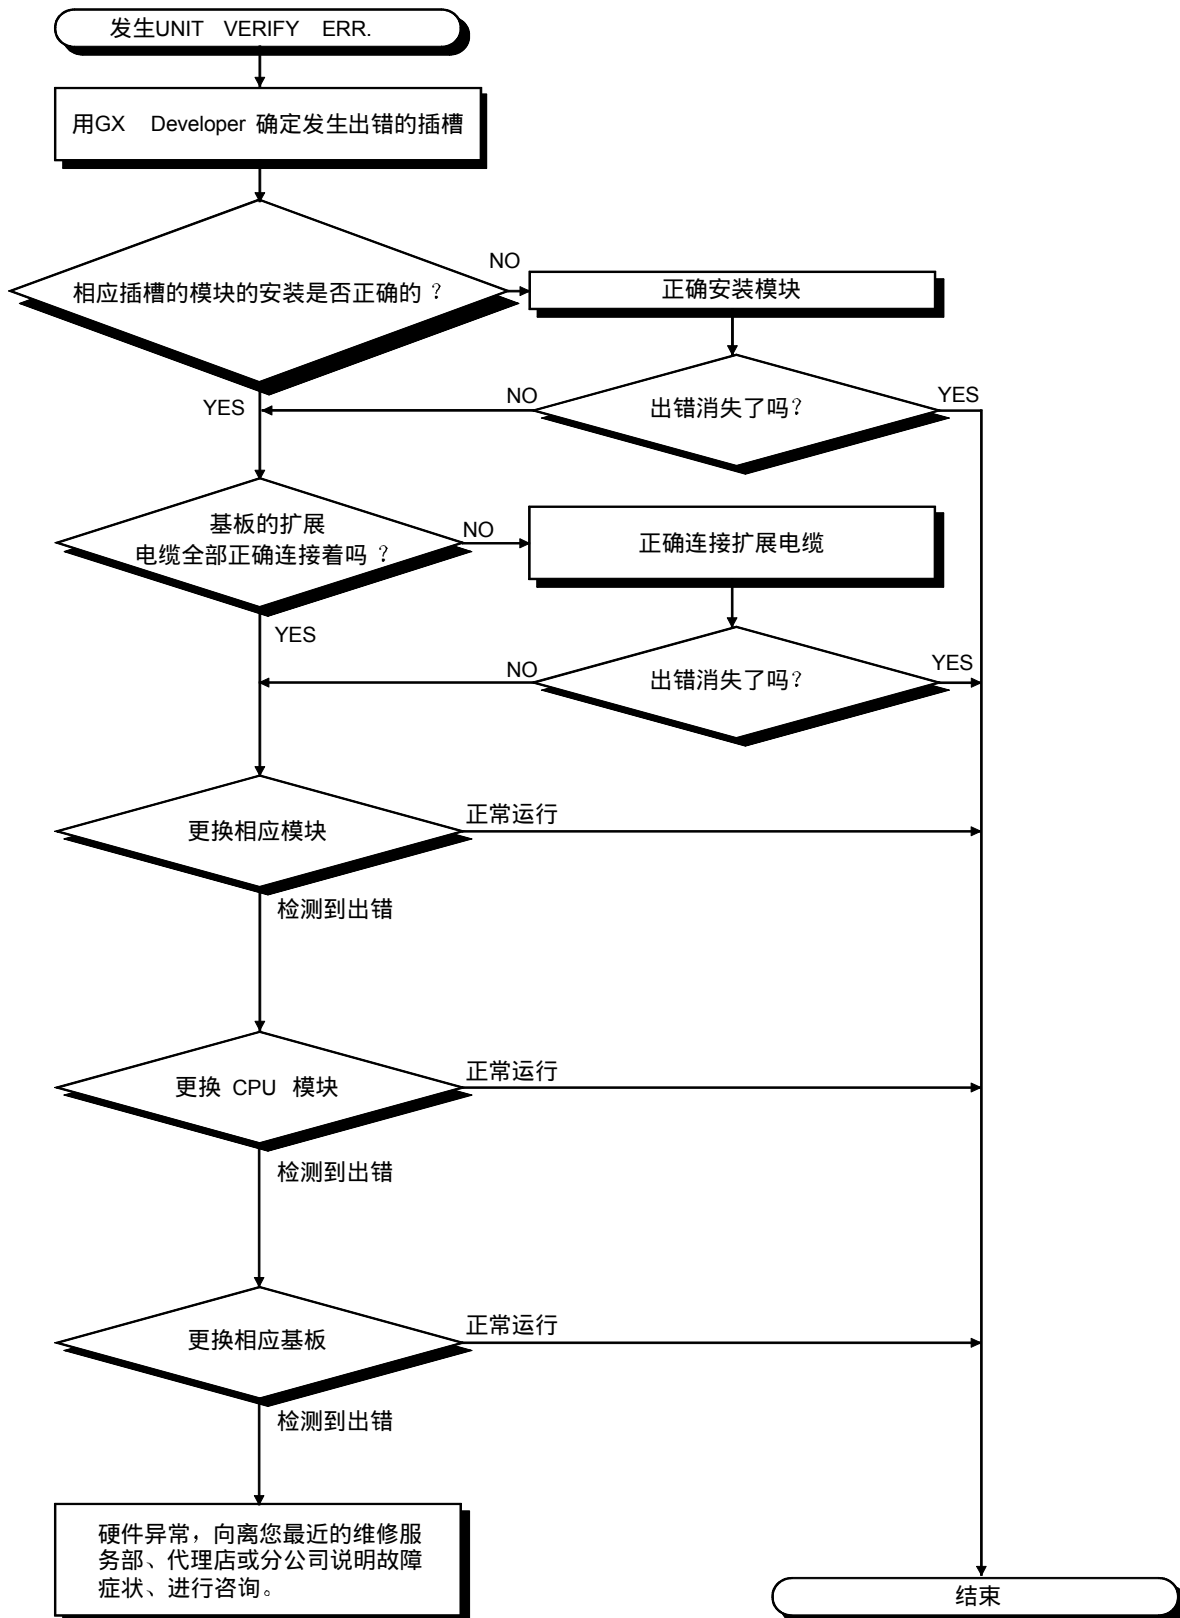 发生UNIT VERIFY ERR.
用GX Developer 确定发生出错的插槽
相应插槽的模块的安装是否正确的 ?
NO
正确安装模块
YES
NO
出错消失了吗?
YES
基板的扩展
电缆全部正确连接着吗 ?
NO
正确连接扩展电缆
YES
NO
出错消失了吗?
YES
更换相应模块
正常运行
检测到出错
更换 CPU 模块
正常运行
检测到出错
更换相应基板
正常运行
检测到出错
硬件异常，向离您最近的维修服
务部、代理店或分公司说明故障
症状、进行咨询。
结束